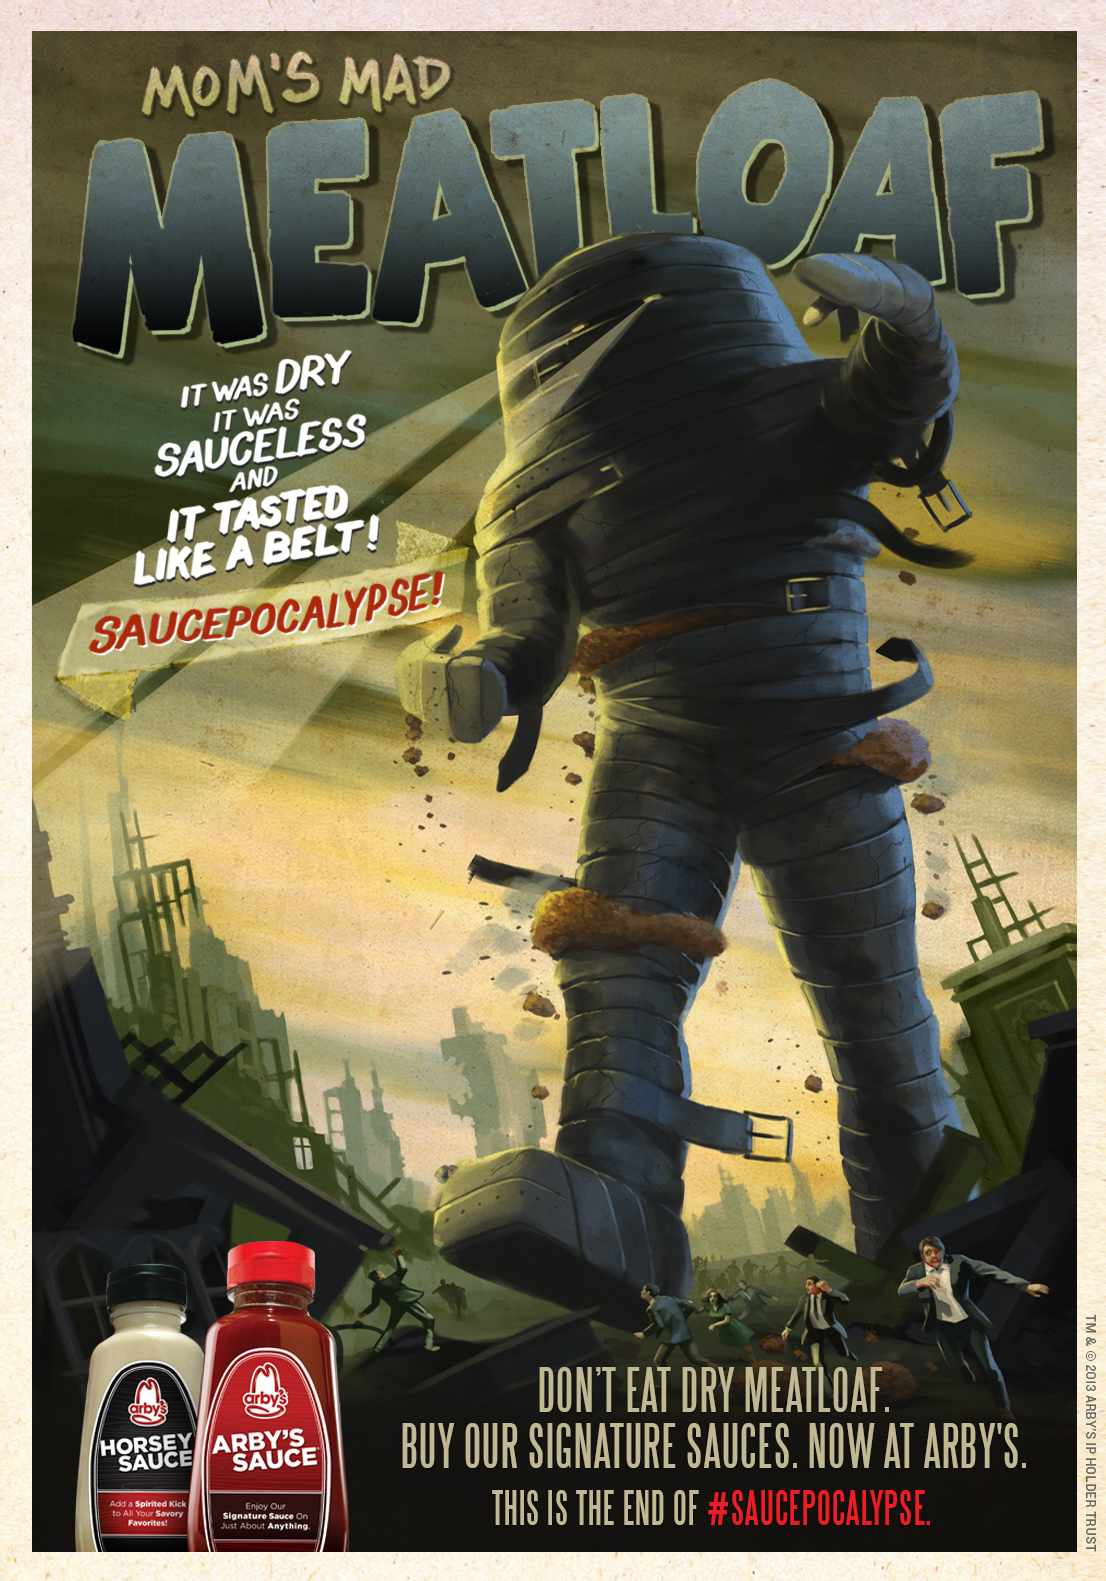 MOM'S MAD
MEATLOAF
IT WAS DRY
IT WAS
SAUCELESS
AND
IT TASTED
LIKE A BELT!
SAUCEPOCALYPSE!
arby's
HORSEY
SAUCE
Add a Spirited Kick
to All Your Savory
Favorites!
arby's
ARBY'S
SAUCE
Enjoy Our
Signature Sauce On
Just About Anything.
DON'T EAT DRY MEATLOAF.
BUY OUR SIGNATURE SAUCES. NOW AT ARBY'S.
THIS IS THE END OF #SAUCEPOCALYPSE.
TM & © 2013 ARBY'S IP HOLDER TRUST